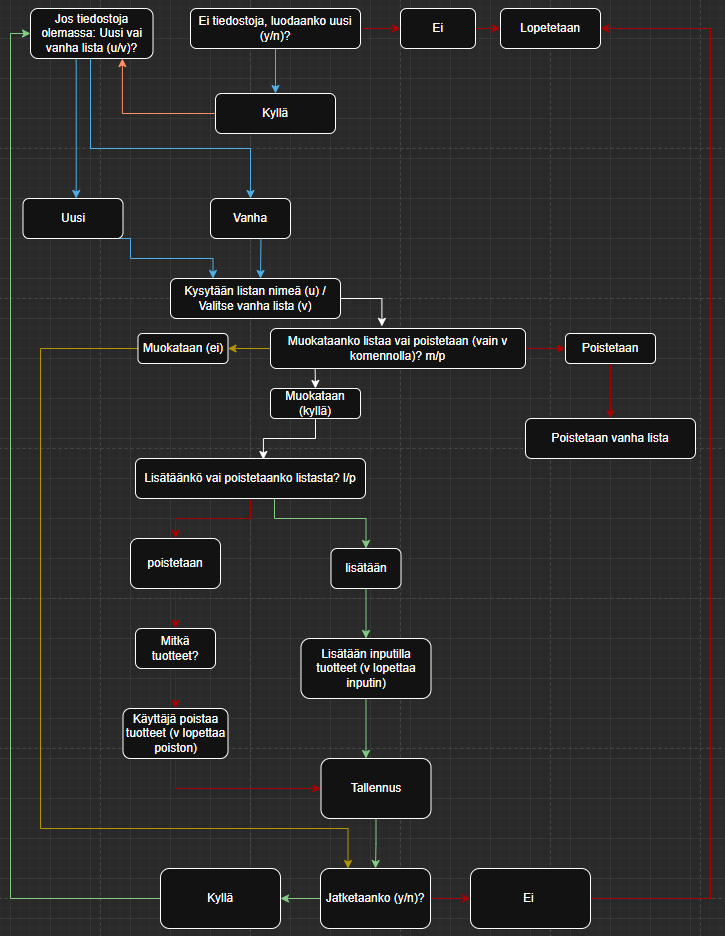 Jos tiedostoja
olemassa: Uusi vai
vanha lista (u/v)?
Ei tiedostoja, luodaanko uusi
(y/n)?
Ei
Lopetetaan
Kyllä
Uusi
Vanha
Kysytään listan nimeä (u) /
Valitse vanha lista (v)
Muokataanko listaa vai poistetaan (vain v
komennolla)? m/p
Muokataan (ei)
Poistetaan
Muokataan
(kyllä)
Poistetaan vanha lista
Lisätäänkö vai poistetaanko listasta? l/p
poistetaan
lisätään
Mitkä
tuotteet?
Lisätään inputilla
tuotteet (v lopettaa
inputin)
Käyttäjä poistaa
tuotteet (v lopettaa
poiston)
Tallennus
Kyllä
Jatketaanko (y/n)?
Ei